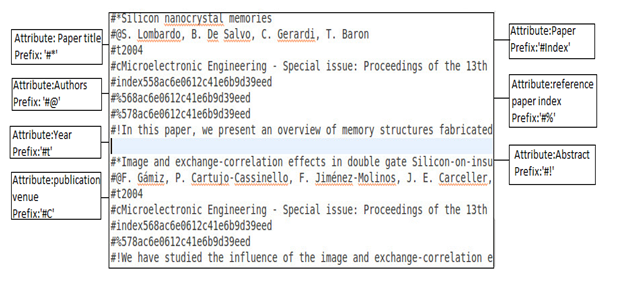 Attribute: Paper title
Prefix: '#*'
Attribute:Authors
Prefix: '#@'
Attribute:Year
Prefix:'#t'
Attribute:publication
venue
Prefix:'#C'
#*Silicon nanocrystal memories
#@S. Lombardo, B. De Salvo, C. Gerardi, T. Baron
#t2004
#cMicroelectronic Engineering - Special issue: Proceedings of the 13th
#index558ac6e0612c41e6b9d39eed
#%568ac6e0612c41e6b9d39eed
#%578ac6e0612c41e6b9d39eed
#!In this paper, we present an overview of memory structures fabricated
#*Image and exchange-correlation effects in double gate Silicon-on-insu
#@F. Gámiz, P. Cartujo-Cassinello, F. Jiménez-Molinos, J. E. Carceller,
#t2004
#cMicroelectronic Engineering - Special issue: Proceedings of the 13th
#index568ac6e0612c41e6b9d39eed
#%578ac6e0612c41e6b9d39eed
#!We have studied the influence of the image and exchange-correlation e
Attribute:Paper
Prefix:'#Index'
Attribute:reference
paper index
Prefix:'#%'
Attribute:Abstract
Prefix:'#!'